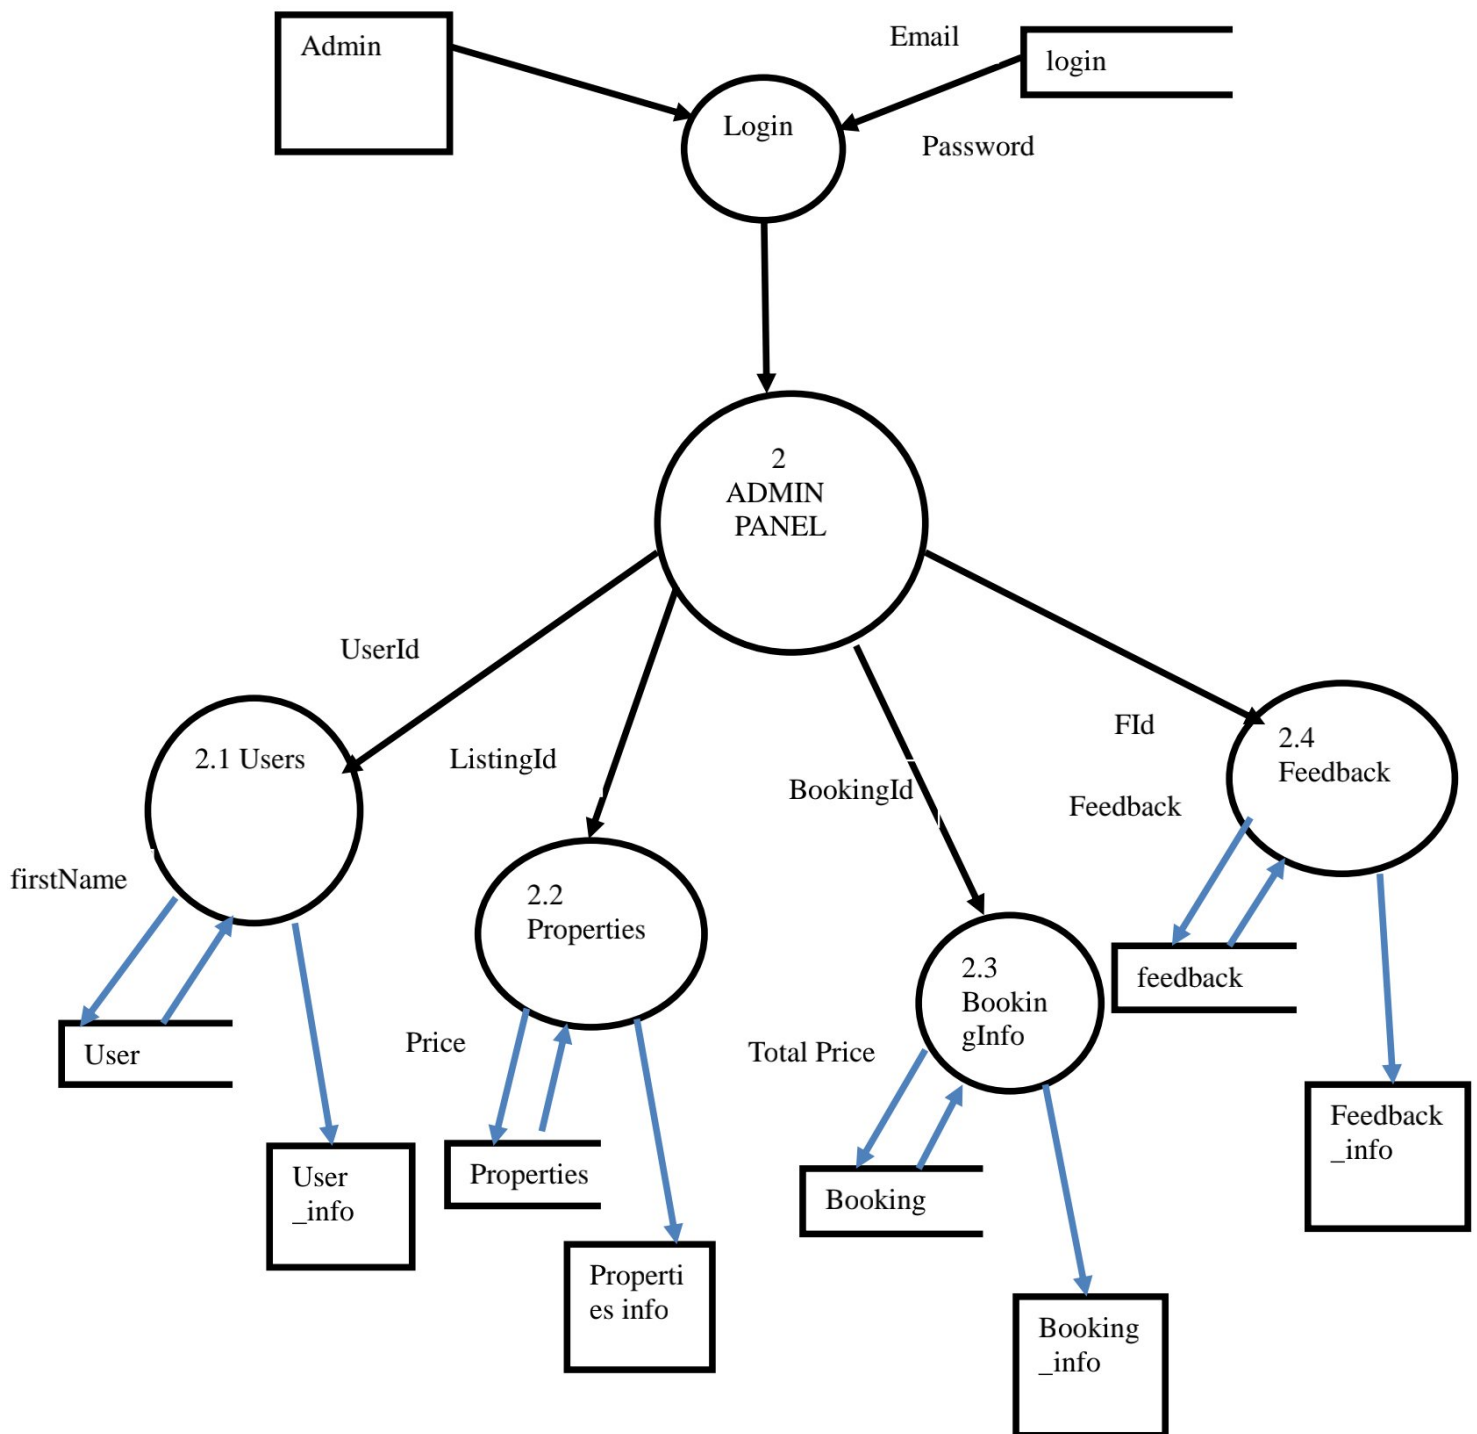 Admin
Email
login
Login
Password
2
ADMIN
PANEL
UserId
ListingId
BookingId
FId
Feedback
2.1 Users
2.4
Feedback
firstName
2.2
Properties
2.3
Bookin
gInfo
feedback
User
Price
Total Price
User
_info
Properties
Booking
Feedback
_info
Properti
es info
Booking
_info